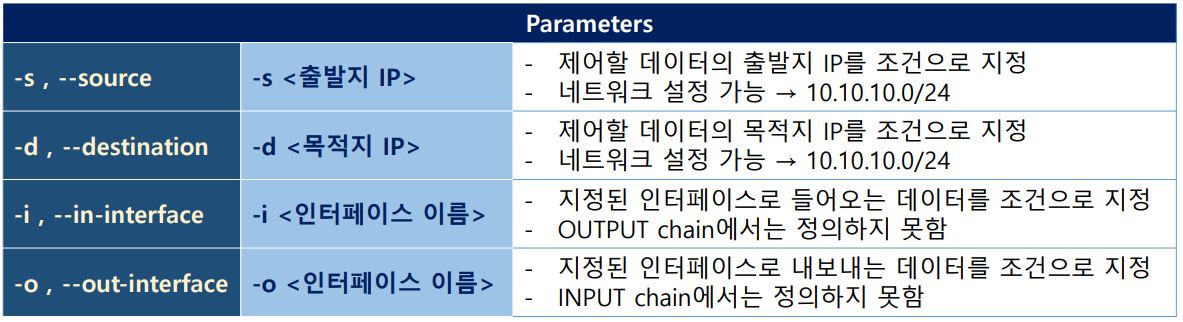 Parameters
-s , --source
-s <출발지 IP>
- 제어할 데이터의 출발지 IP를 조건으로 지정
- 네트워크 설정 가능 → 10.10.10.0/24
-d , --destination
-d <목적지 IP>
- 제어할 데이터의 목적지 IP를 조건으로 지정
- 네트워크 설정 가능 → 10.10.10.0/24
-i , --in-interface
-i <인터페이스 이름>
- 지정된 인터페이스로 들어오는 데이터를 조건으로 지정
- OUTPUT chain에서는 정의하지 못함
-o , --out-interface
-o <인터페이스 이름>
- 지정된 인터페이스로 내보내는 데이터를 조건으로 지정
- INPUT chain에서는 정의하지 못함